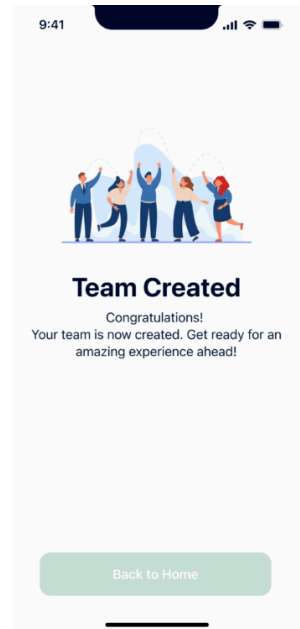 9:41
Team Created
Congratulations!
Your team is now created. Get ready for an
amazing experience ahead!
Back to Home